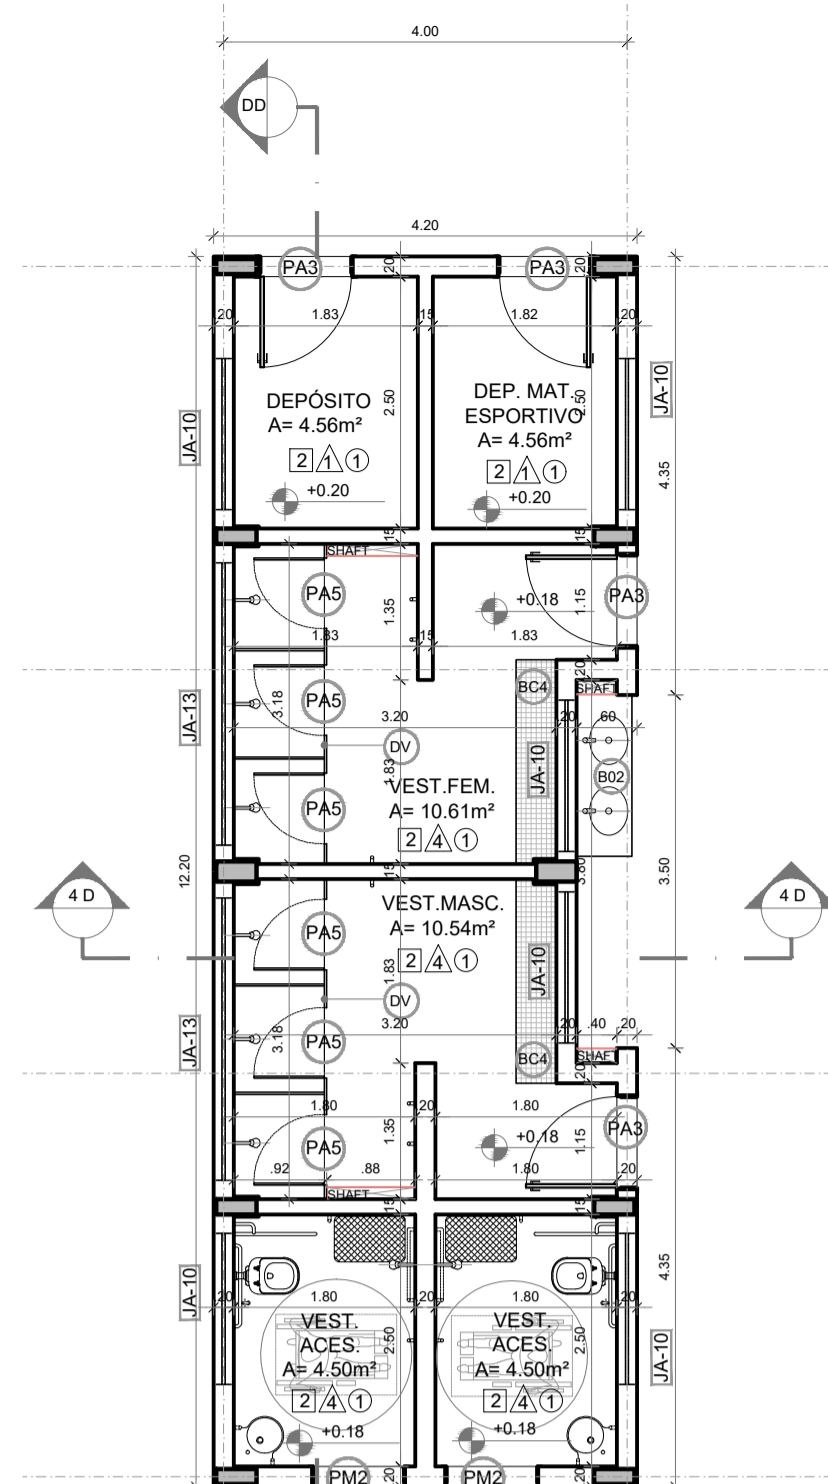 4.00
DD
4.20
PA3
.20
.20
PA3
.20
1.83
.15
1.82
.20
JA-10
JA-10
DEPÓSITO
A= 4.56m²
2 1 1
+0.20
2.50
DEP. MAT.
ESPORTIVO
A= 4.56m²
2 1 1
+0.20
2.50
4.35
.15
.15
SHAFT
PA5
1.35
+0.18
1.15
PA3
1.83
.15
1.83
.20
JA-13
PA5
3.18
BC4
SHAFT
3.20
.20
.60
DV
1.83
JA-10
B02
PA5
VEST.FEM.
A= 10.61m²
2 4 1
12.20
.15
3.80
3.50
4 D
4 D
VEST.MASC.
A= 10.54m²
2 4 1
PA5
1.83
JA-10
DV
JA-13
PA5
3.18
3.20
.20
.40
.20
BC4
SHAFT
.20
1.80
.20
1.80
PA5
1.35
+0.18
1.15
PA3
.92
.88
1.80
.20
SHAFT
.15
.15
JA-10
4.35
.20
1.80
.20
1.80
.20
VEST.
ACES.
A= 4.50m²
2 4 1
+0.18
2.50
VEST.
ACES.
A= 4.50m²
2 4 1
+0.18
2.50
JA-10
PM2
.20
PM2
.20